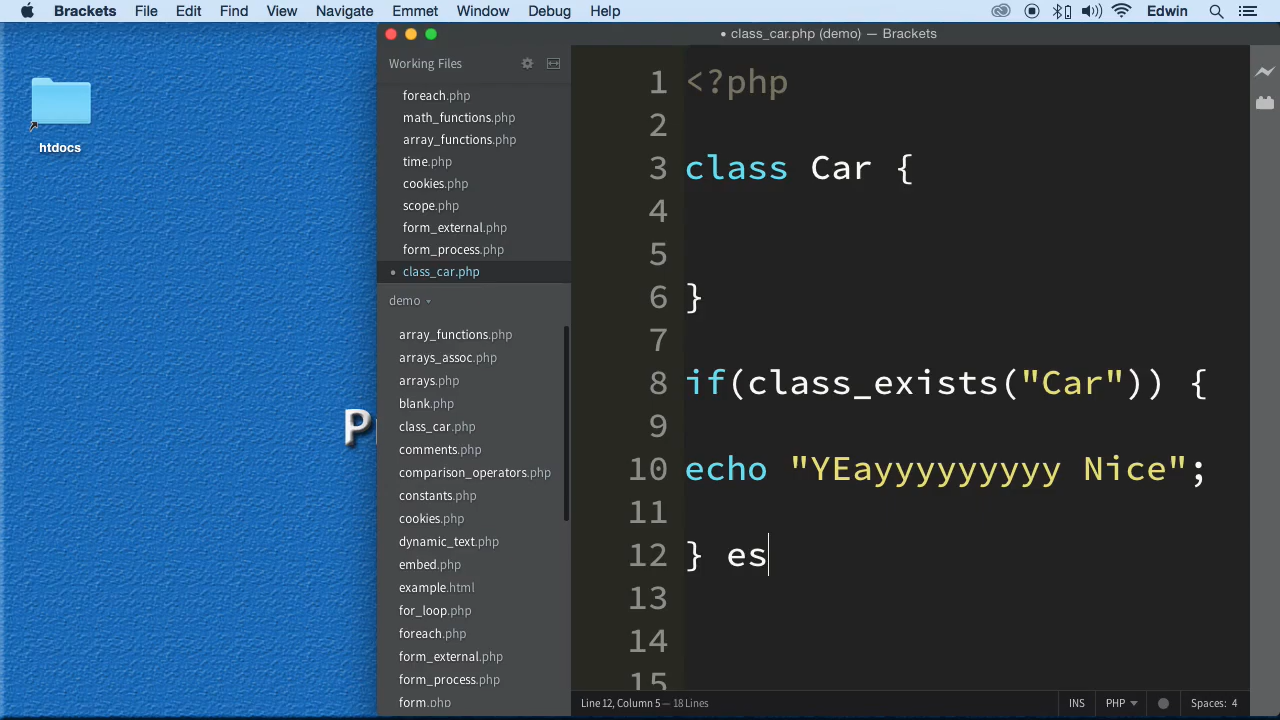 Brackets File Edit Find View Navigate Emmet Window Debug Help Edwin
class_car.php (demo) — Brackets
htdocs
Working Files
foreach.php
math_functions.php
array_functions.php
time.php
cookies.php
scope.php
form_external.php
form_process.php
class_car.php
demo
array_functions.php
arrays_assoc.php
arrays.php
blank.php
class_car.php
comments.php
comparison_operators.php
constants.php
cookies.php
dynamic_text.php
embed.php
example.html
for_loop.php
foreach.php
form_external.php
form_process.php
form.php
1 <?php
2
3 class Car {
4
5
6 }
7
8 if(class_exists("Car")) {
9
10 echo "YEayyyyyyyyy Nice";
11
12 } es
13
14
15
Line 12, Column 5 — 18 Lines INS PHP Spaces: 4